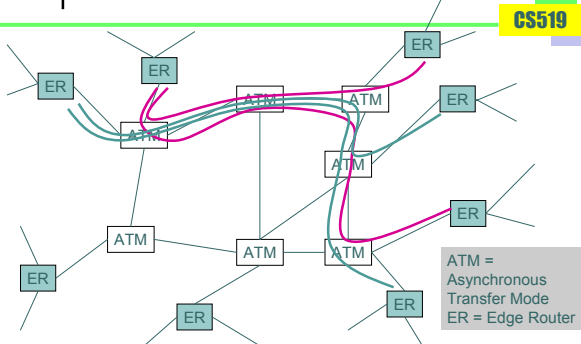 CS519
ER
ER
ER
ER
ATM
ATM
ATM
ATM
ER
ATM
ATM
ATM
ER
ER
ER
ATM =
Asynchronous
Transfer Mode
ER = Edge Router